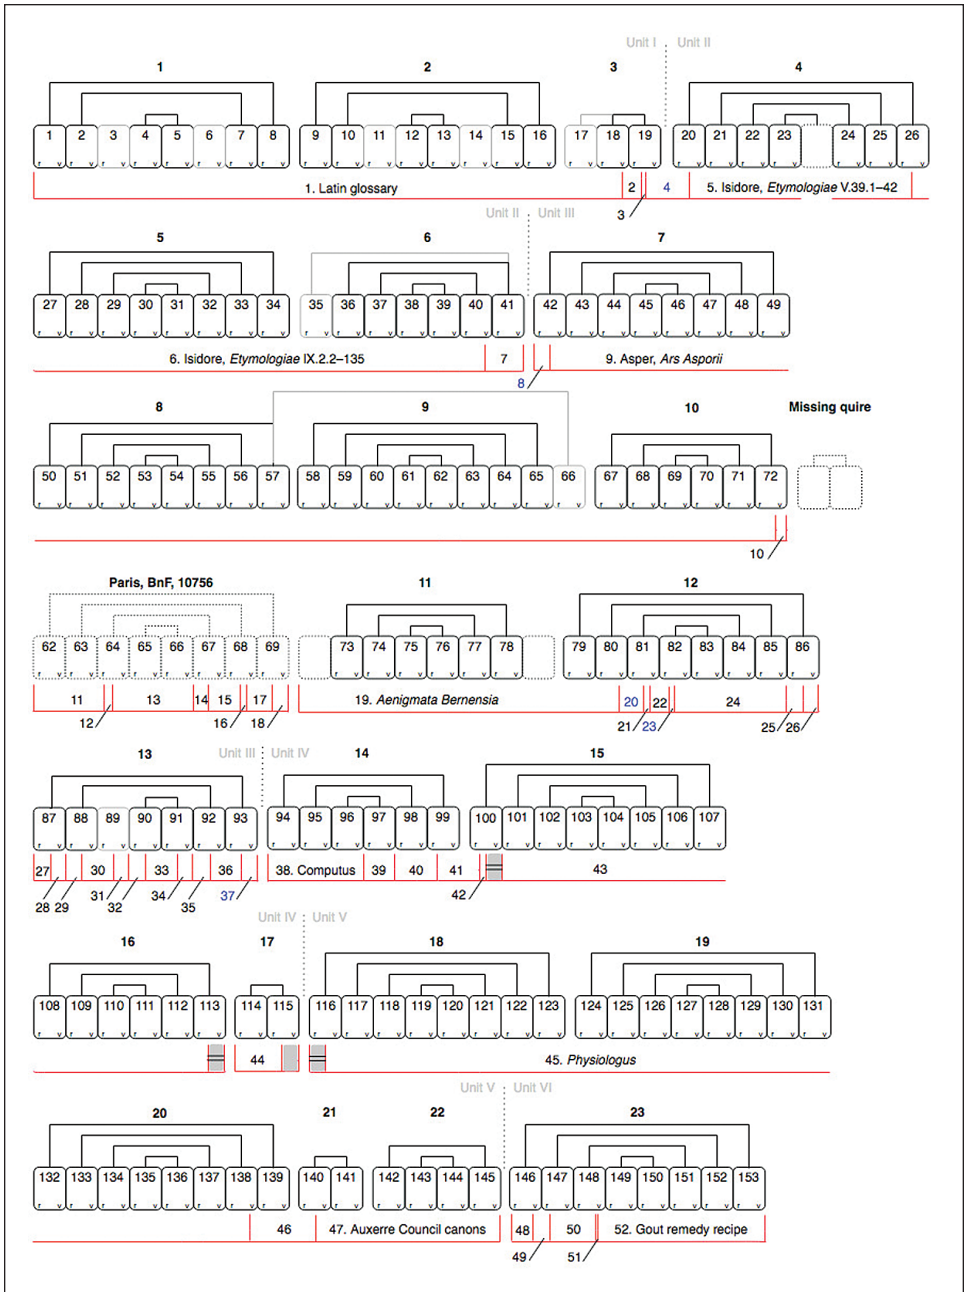 Unit I Unit II
1 2 3 4
1 2 3 4 5 6 7 8 9 10 11 12 13 14 15 16 17 18 19 20 21 22 23 24 25 26
r v r v r v r v r v r v r v r v r v r v r v r v r v r v r v r v r v r v r v r v r v r v r v r v r v r v
1. Latin glossary 2 4 5. Isidore, Etymologiae V.39.1–42
3
Unit II Unit III
5 6 7
27 28 29 30 31 32 33 34 35 36 37 38 39 40 41 42 43 44 45 46 47 48 49
r v r v r v r v r v r v r v r v r v r v r v r v r v r v r v r v r v r v r v r v r v r v r v
6. Isidore, Etymologiae IX.2.2–135 7 9. Asper, Ars Asporii
8
8 9 10 Missing quire
50 51 52 53 54 55 56 57 58 59 60 61 62 63 64 65 66 67 68 69 70 71 72
r v r v r v r v r v r v r v r v r v r v r v r v r v r v r v r v r v r v r v r v r v r v r v
10
Paris, BnF, 10756 11 12
62 63 64 65 66 67 68 69 73 74 75 76 77 78 79 80 81 82 83 84 85 86
r v r v r v r v r v r v r v r v r v r v r v r v r v r v r v r v r v r v r v r v r v r v
11 13 14 15 17 19. Aenigmata Bernensia 20 22 24
12 16 18 21 23 25 26
13 Unit III Unit IV 14 15
87 88 89 90 91 92 93 94 95 96 97 98 99 100 101 102 103 104 105 106 107
r v r v r v r v r v r v r v r v r v r v r v r v r v r v r v r v r v r v r v r v r v
27 30 33 36 38. Computus 39 40 41 43
28 29 31 32 34 35 37 42
Unit IV Unit V
16 17 18 19
108 109 110 111 112 113 114 115 116 117 118 119 120 121 122 123 124 125 126 127 128 129 130 131
r v r v r v r v r v r v r v r v r v r v r v r v r v r v r v r v r v r v r v r v r v r v r v r v
44 45. Physiologus
Unit V Unit VI
20 21 22 23
132 133 134 135 136 137 138 139 140 141 142 143 144 145 146 147 148 149 150 151 152 153
r v r v r v r v r v r v r v r v r v r v r v r v r v r v r v r v r v r v r v r v r v r v
46 47. Auxerre Council canons 48 50 52. Gout remedy recipe
49 51